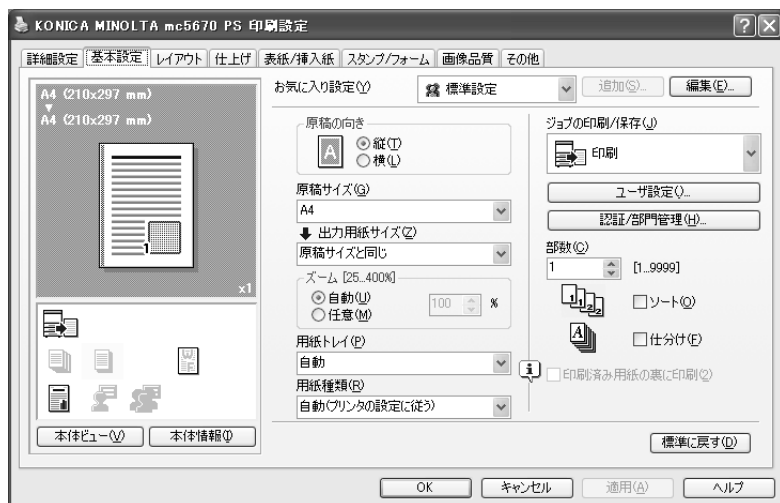 KONICA MINOLTA mc5670 PS 印刷設定
詳細設定 基本設定 レイアウト 仕上げ 表紙/挿入紙 スタンプ/フォーム 画像品質 その他
A4 (210x297 mm)
A4 (210x297 mm)
1
x1
本体ビュー(V) 本体情報(I)
お気に入り設定(Y) 標準設定 追加(S)... 編集(E)...
原稿の向き
A
縦(T)
横(L)
原稿サイズ(G)
A4
出力用紙サイズ(Z)
原稿サイズと同じ
ズーム [25...400%]
自動(U)
任意(M)
100 %
用紙トレイ(P)
自動
用紙種類(R)
自動(プリンタの設定に従う)
ジョブの印刷/保存(J)
印刷
ユーザ設定()...
認証/部門管理(H)...
部数(C)
1 [1...9999]
1 1 2 2 ソート(O)
A 仕分け(F)
印刷済み用紙の裏に印刷(2)
標準に戻す(D)
OK キャンセル 適用(A) ヘルプ